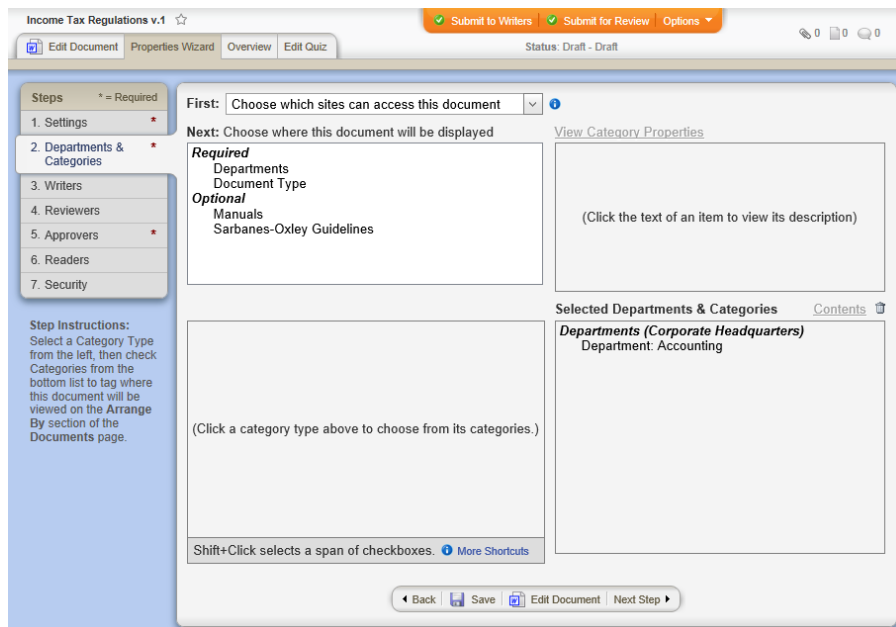 Income Tax Regulations v.1
Submit to Writers Submit for Review Options
0 0 0
Edit Document Properties Wizard Overview Edit Quiz
Status: Draft - Draft
Steps * = Required
1. Settings *
2. Departments & *
Categories
3. Writers
4. Reviewers
5. Approvers *
6. Readers
7. Security
Step Instructions:
Select a Category Type
from the left, then check
Categories from the
bottom list to tag where
this document will be
viewed on the Arrange
By section of the
Documents page.
First: Choose which sites can access this document
Next: Choose where this document will be displayed
Required
Departments
Document Type
Optional
Manuals
Sarbanes-Oxley Guidelines
View Category Properties
(Click the text of an item to view its description)
(Click a category type above to choose from its categories.)
Shift+Click selects a span of checkboxes. More Shortcuts
Selected Departments & Categories Contents
Departments (Corporate Headquarters)
Department: Accounting
Back Save Edit Document Next Step